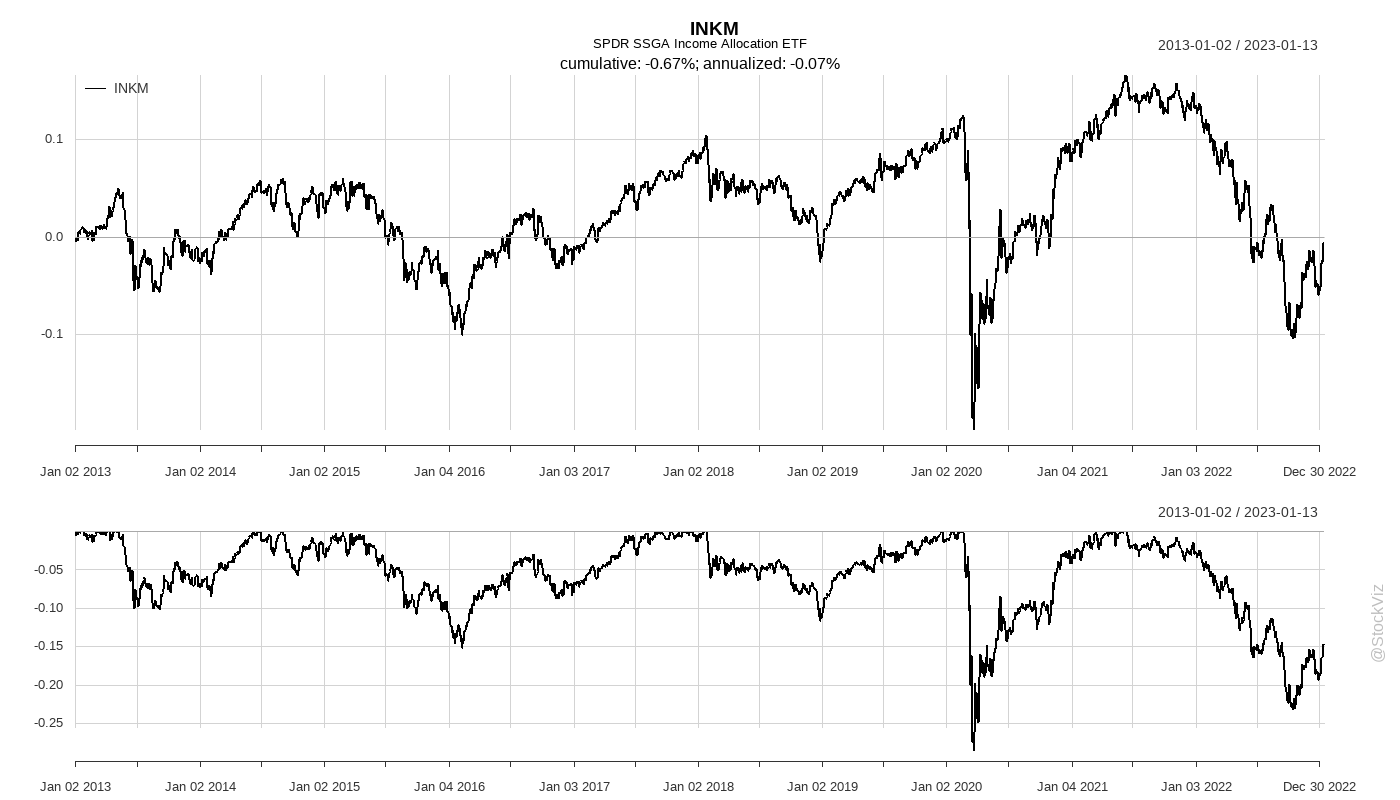 INKM
SPDR SSGA Income Allocation ETF
2013-01-02 / 2023-01-13
cumulative: -0.67%; annualized: -0.07%
INKM
0.1
0.0
-0.1
Jan 02 2013 Jan 02 2014 Jan 02 2015 Jan 04 2016 Jan 03 2017 Jan 02 2018 Jan 02 2019 Jan 02 2020 Jan 04 2021 Jan 03 2022 Dec 30 2022
2013-01-02 / 2023-01-13
-0.05
-0.10
-0.15
-0.20
-0.25
Jan 02 2013 Jan 02 2014 Jan 02 2015 Jan 04 2016 Jan 03 2017 Jan 02 2018 Jan 02 2019 Jan 02 2020 Jan 04 2021 Jan 03 2022 Dec 30 2022
@StockViz